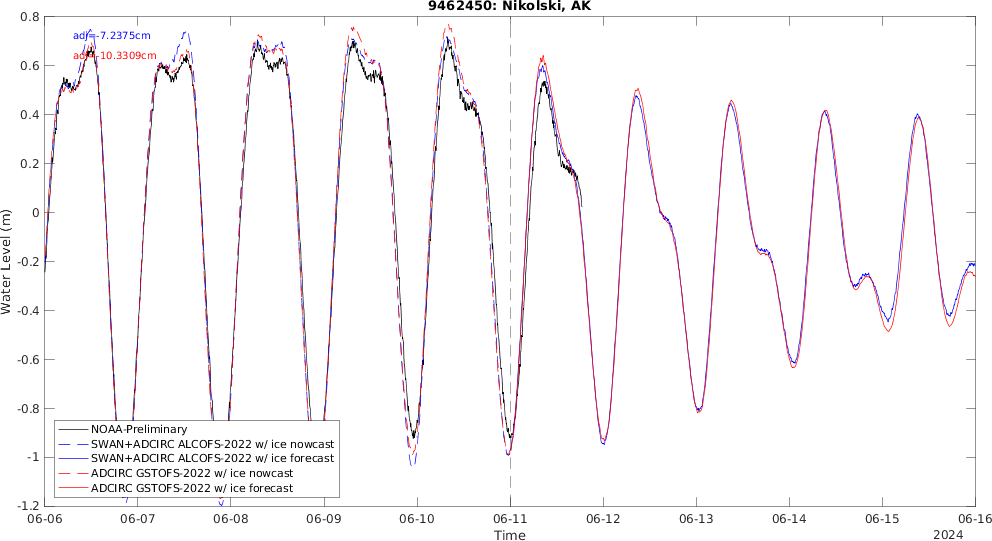 9462450: Nikolski, AK
0.8
0.6
0.4
0.2
0
-0.2
-0.4
-0.6
-0.8
-1
-1.2
Water Level (m)
adj=-7.2375cm
adj=-10.3309cm
NOAA-Preliminary
SWAN+ADCIRC ALCOFS-2022 w/ ice nowcast
SWAN+ADCIRC ALCOFS-2022 w/ ice forecast
ADCIRC GSTOFS-2022 w/ ice nowcast
ADCIRC GSTOFS-2022 w/ ice forecast
06-06 06-07 06-08 06-09 06-10 06-11 06-12 06-13 06-14 06-15 06-16
Time
2024